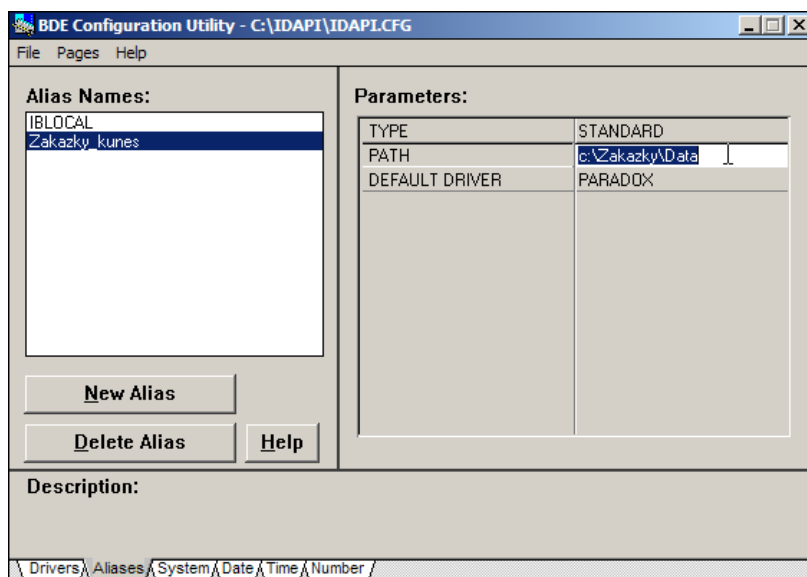 BDE Configuration Utility - C:\IDAPI\IDAPI.CFG
File Pages Help
Alias Names:
IBLOCAL
Zakazky_kunes
New Alias
Delete Alias
Help
Parameters:
TYPE STANDARD
PATH c:\Zakazky\Data
DEFAULT DRIVER PARADOX
Description:
Drivers Aliases System Date Time Number